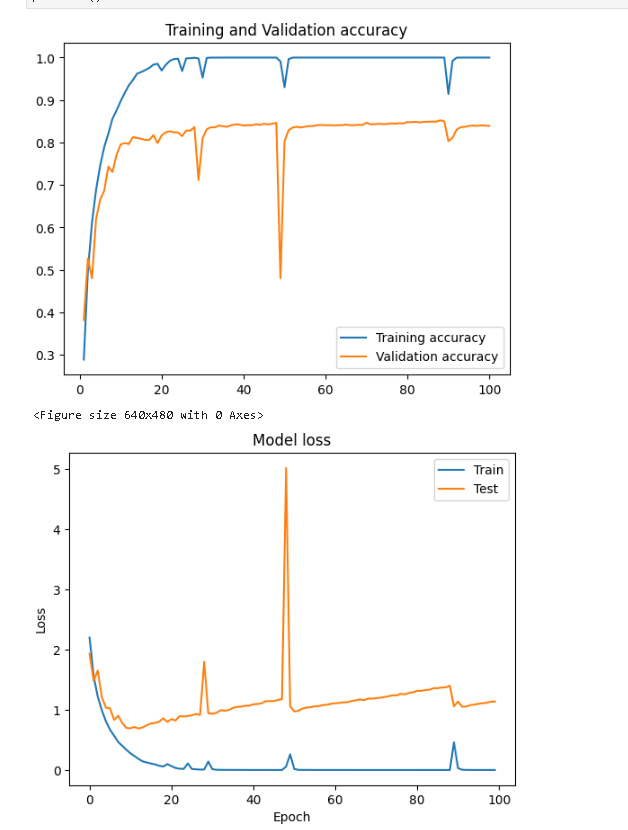 Training and Validation accuracy
1.0
0.9
0.8
0.7
0.6
0.5
0.4
0.3
Training accuracy
Validation accuracy
0 20 40 60 80 100
<Figure size 640x480 with 0 Axes>
Model loss
5
4
3
2
1
0
Loss
Train
Test
0 20 40 60 80 100
Epoch